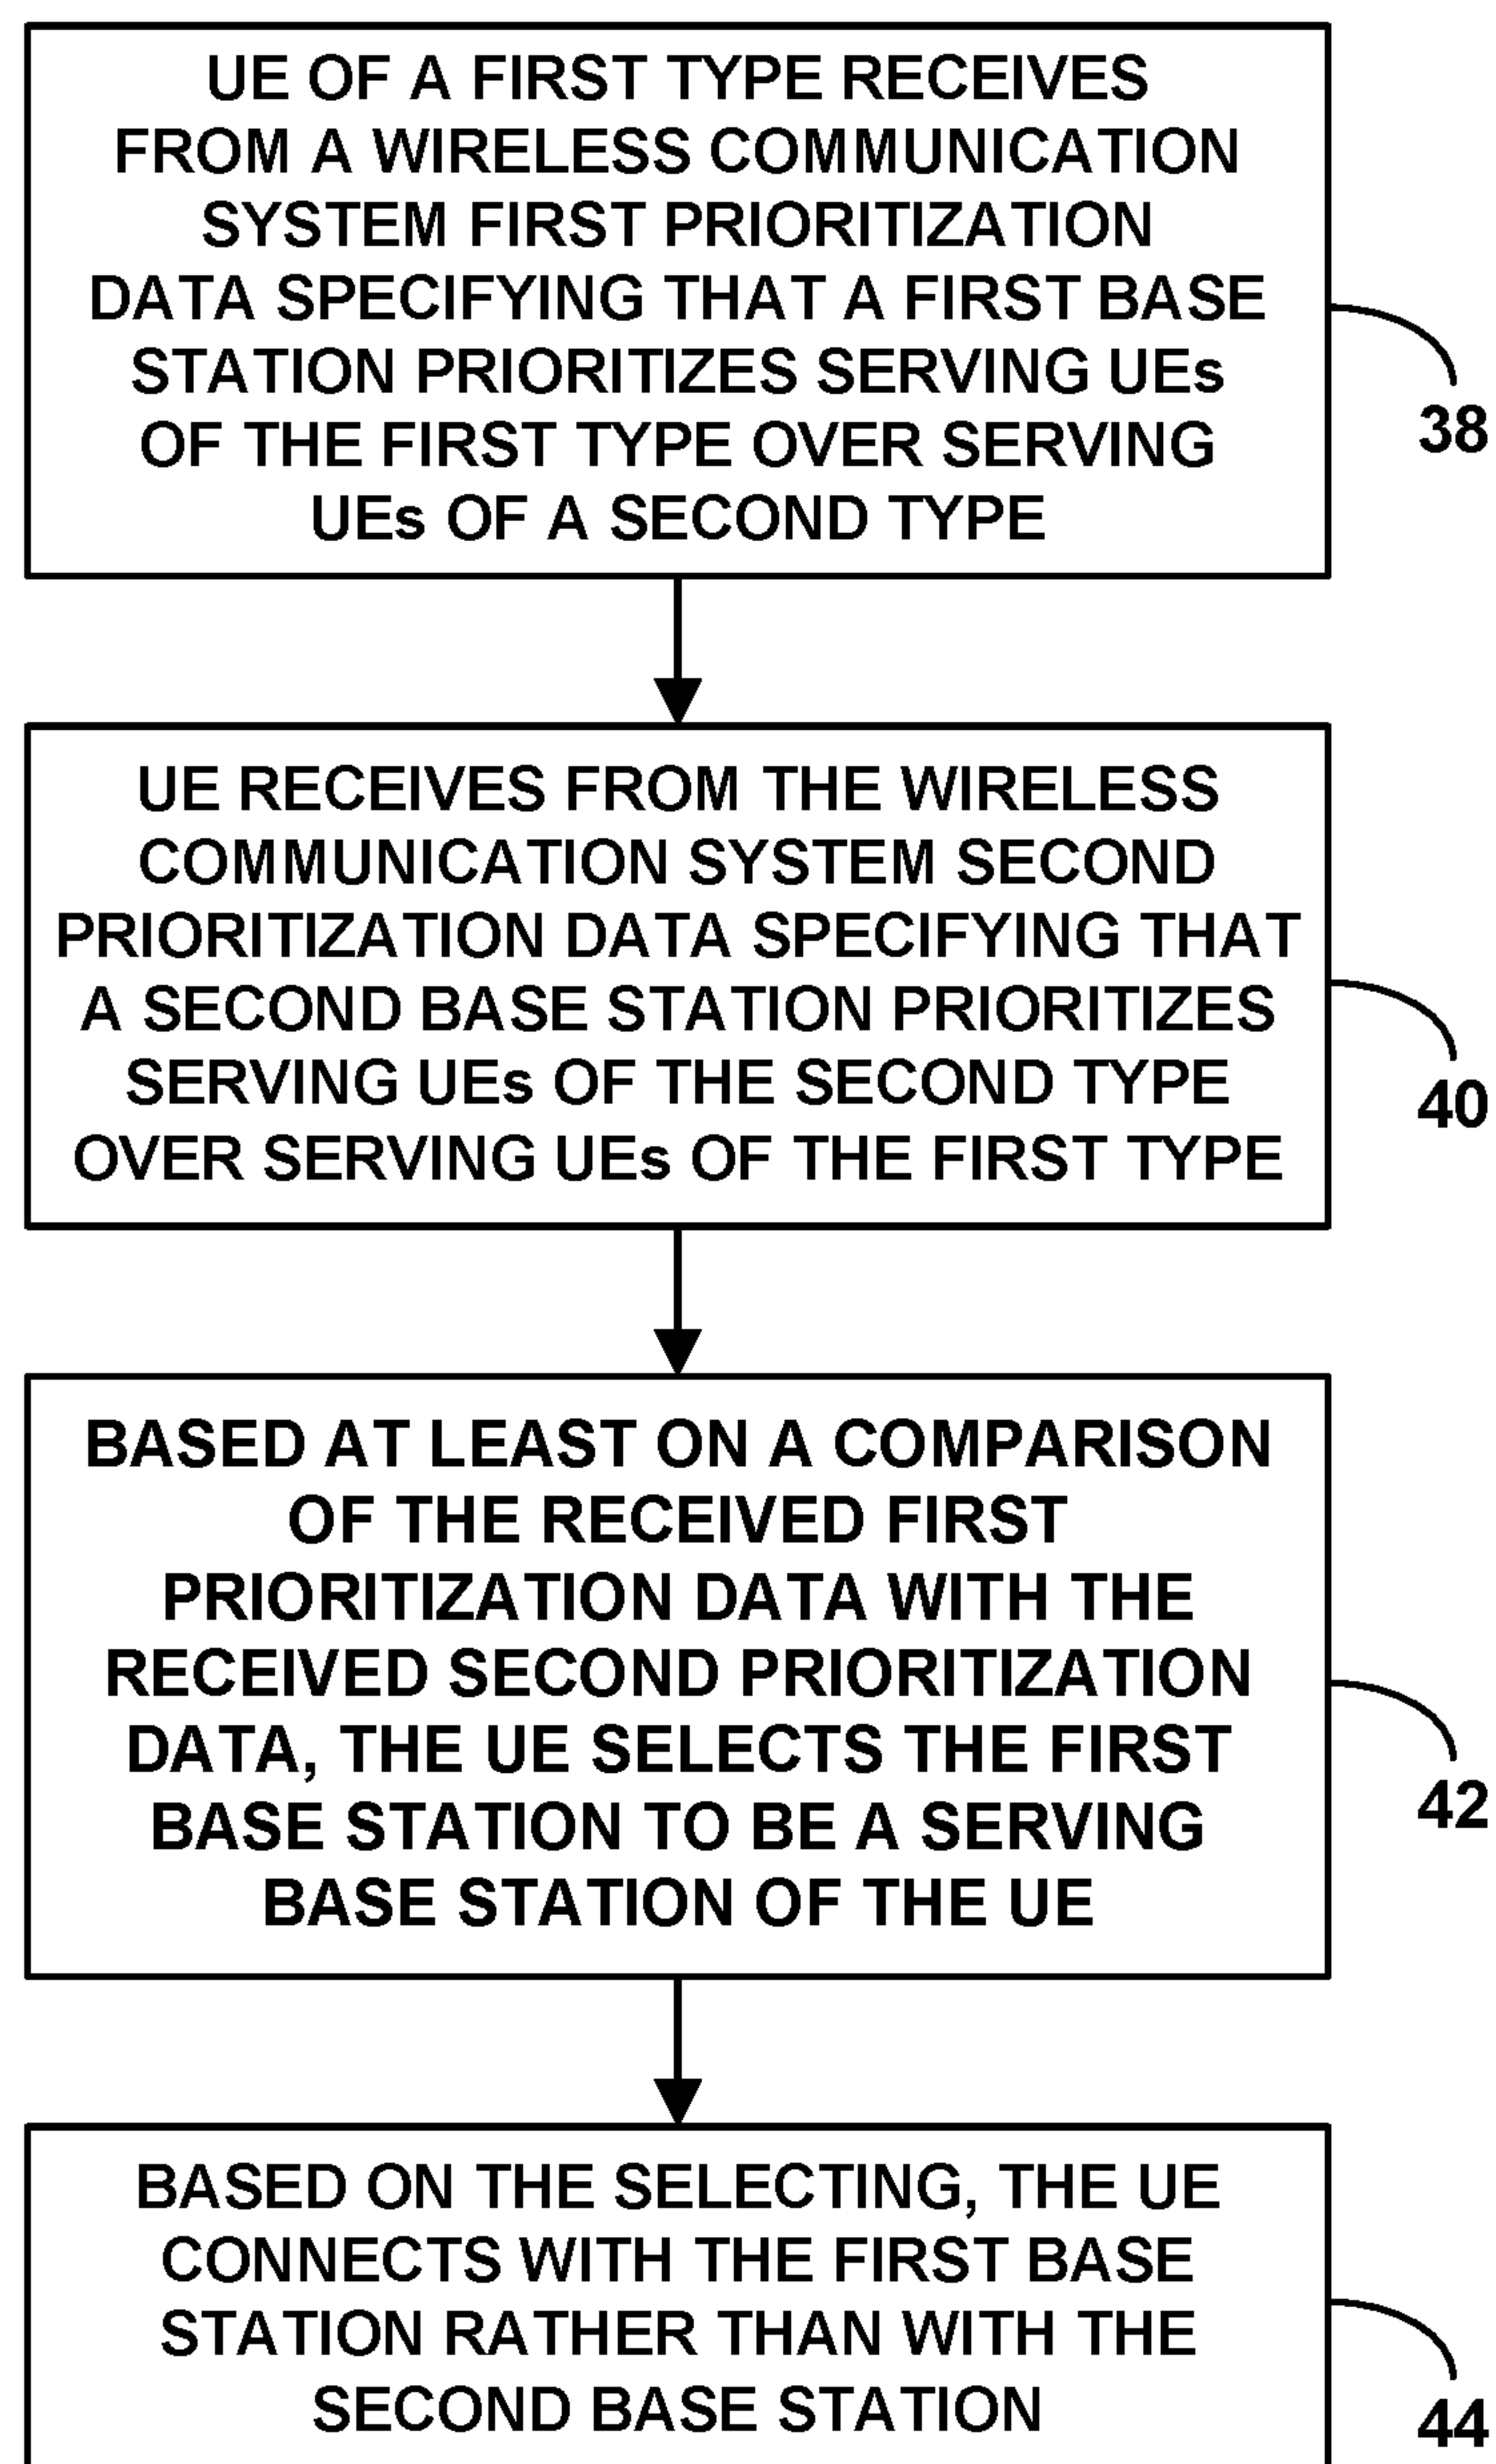 UE OF A FIRST TYPE RECEIVES
FROM A WIRELESS COMMUNICATION
SYSTEM FIRST PRIORITIZATION
DATA SPECIFYING THAT A FIRST BASE
STATION PRIORITIZES SERVING UEs
OF THE FIRST TYPE OVER SERVING
UEs OF A SECOND TYPE
38
UE RECEIVES FROM THE WIRELESS
COMMUNICATION SYSTEM SECOND
PRIORITIZATION DATA SPECIFYING THAT
A SECOND BASE STATION PRIORITIZES
SERVING UEs OF THE SECOND TYPE
OVER SERVING UEs OF THE FIRST TYPE
40
BASED AT LEAST ON A COMPARISON
OF THE RECEIVED FIRST
PRIORITIZATION DATA WITH THE
RECEIVED SECOND PRIORITIZATION
DATA, THE UE SELECTS THE FIRST
BASE STATION TO BE A SERVING
BASE STATION OF THE UE
42
BASED ON THE SELECTING, THE UE
CONNECTS WITH THE FIRST BASE
STATION RATHER THAN WITH THE
SECOND BASE STATION
44